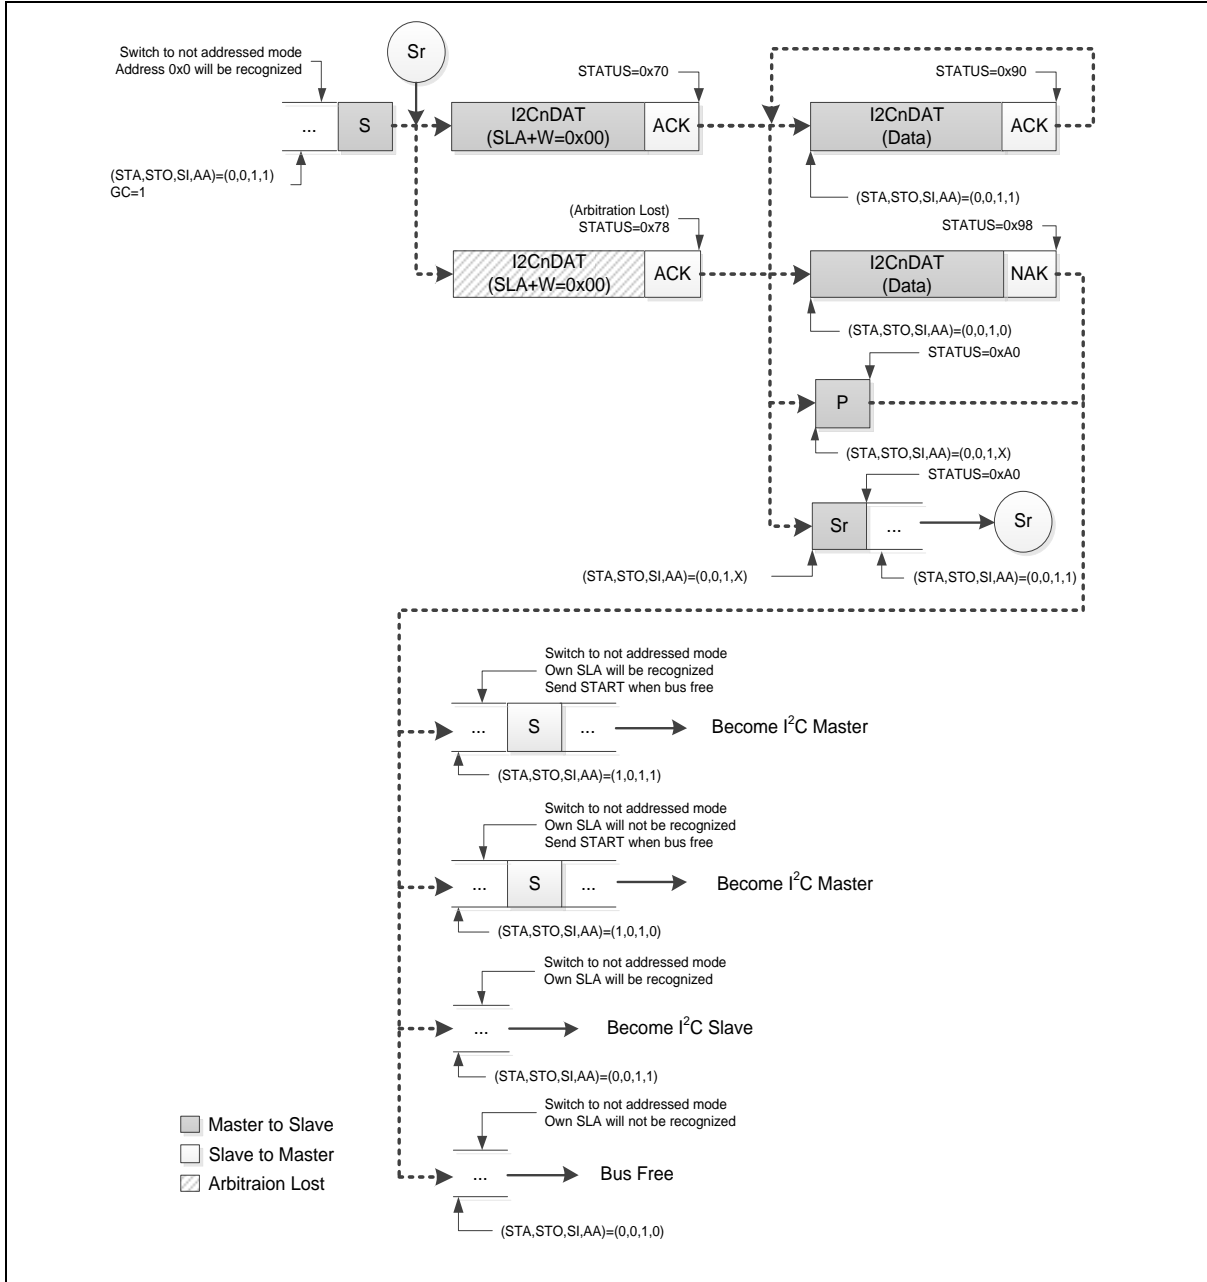 Switch to not addressed mode
Address 0x0 will be recognized
Sr
STATUS=0x70
STATUS=0x90
...
S
I2CnDAT
(SLA+W=0x00)
ACK
I2CnDAT
(Data)
ACK
(STA,STO,SI,AA)=(0,0,1,1)
GC=1
(STA,STO,SI,AA)=(0,0,1,1)
(Arbitration Lost)
STATUS=0x78
STATUS=0x98
I2CnDAT
(SLA+W=0x00)
ACK
I2CnDAT
(Data)
NAK
(STA,STO,SI,AA)=(0,0,1,0)
STATUS=0xA0
P
(STA,STO,SI,AA)=(0,0,1,X)
STATUS=0xA0
Sr
...
Sr
(STA,STO,SI,AA)=(0,0,1,X)
(STA,STO,SI,AA)=(0,0,1,1)
Switch to not addressed mode
Own SLA will be recognized
Send START when bus free
...
S
...
Become I²C Master
(STA,STO,SI,AA)=(1,0,1,1)
Switch to not addressed mode
Own SLA will not be recognized
Send START when bus free
...
S
...
Become I²C Master
(STA,STO,SI,AA)=(1,0,1,0)
Switch to not addressed mode
Own SLA will be recognized
...
Become I²C Slave
(STA,STO,SI,AA)=(0,0,1,1)
Switch to not addressed mode
Own SLA will not be recognized
...
Bus Free
(STA,STO,SI,AA)=(0,0,1,0)
Master to Slave
Slave to Master
Arbitraion Lost